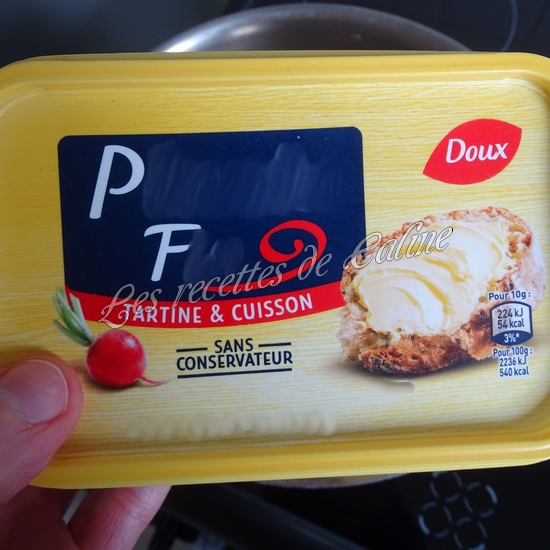 Doux
P
F
Les recettes de Caline
TARTINE & CUISSON
SANS
CONSERVATEUR
Pour 10g :
224 kJ
54 kcal
3%*
Pour 100g :
2236 kJ
540 kcal